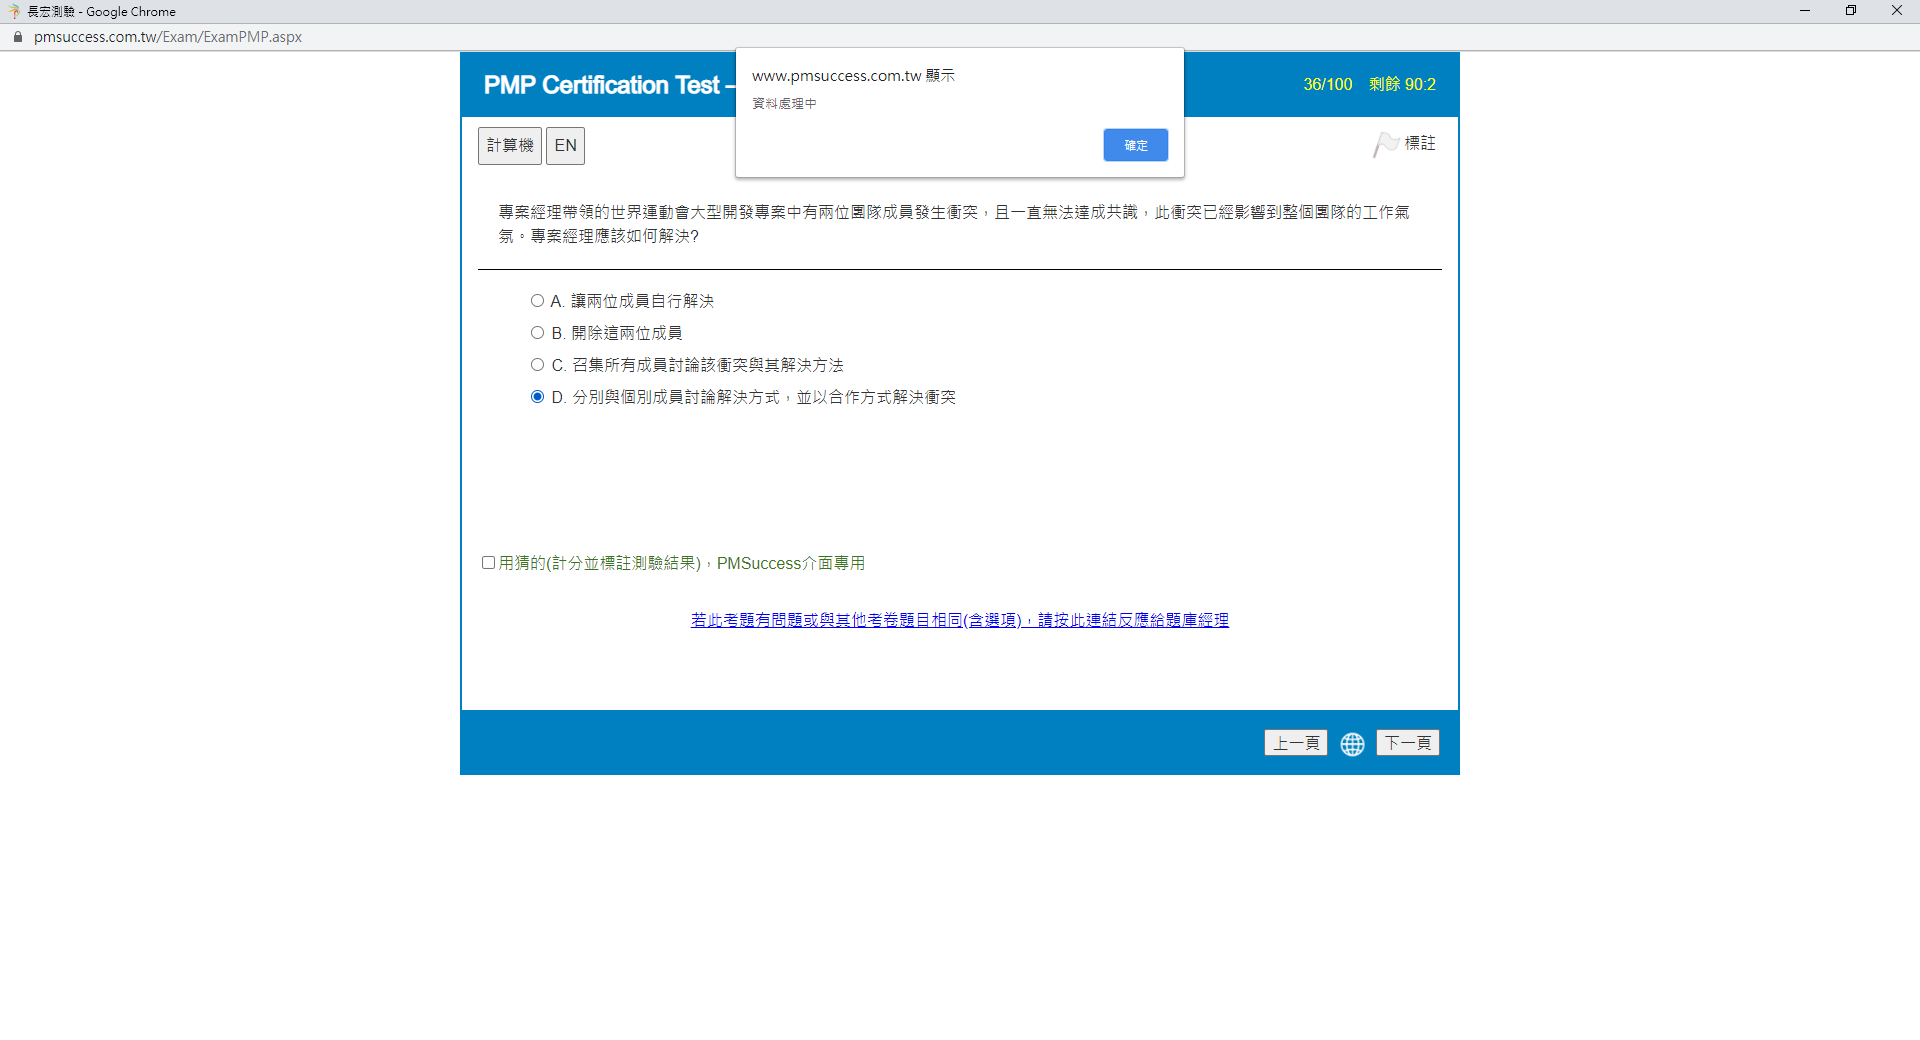 長宏測驗 - Google Chrome
pmsuccess.com.tw/Exam/ExamPMP.aspx
www.pmsuccess.com.tw 顯示
資料處理中
確定
PMP Certification Test –
36/100 剩餘 90:2
計算機 EN
標註
專案經理帶領的世界運動會大型開發專案中有兩位團隊成員發生衝突，且一直無法達成共識，此衝突已經影響到整個團隊的工作氣
氛。專案經理應該如何解決?
A. 讓兩位成員自行解決
B. 開除這兩位成員
C. 召集所有成員討論該衝突與其解決方法
D. 分別與個別成員討論解決方式，並以合作方式解決衝突
用猜的(計分並標註測驗結果)，PMSuccess介面專用
若此考題有問題或與其他考卷題目相同(含選項)，請按此連結反應給題庫經理
上一頁 下一頁